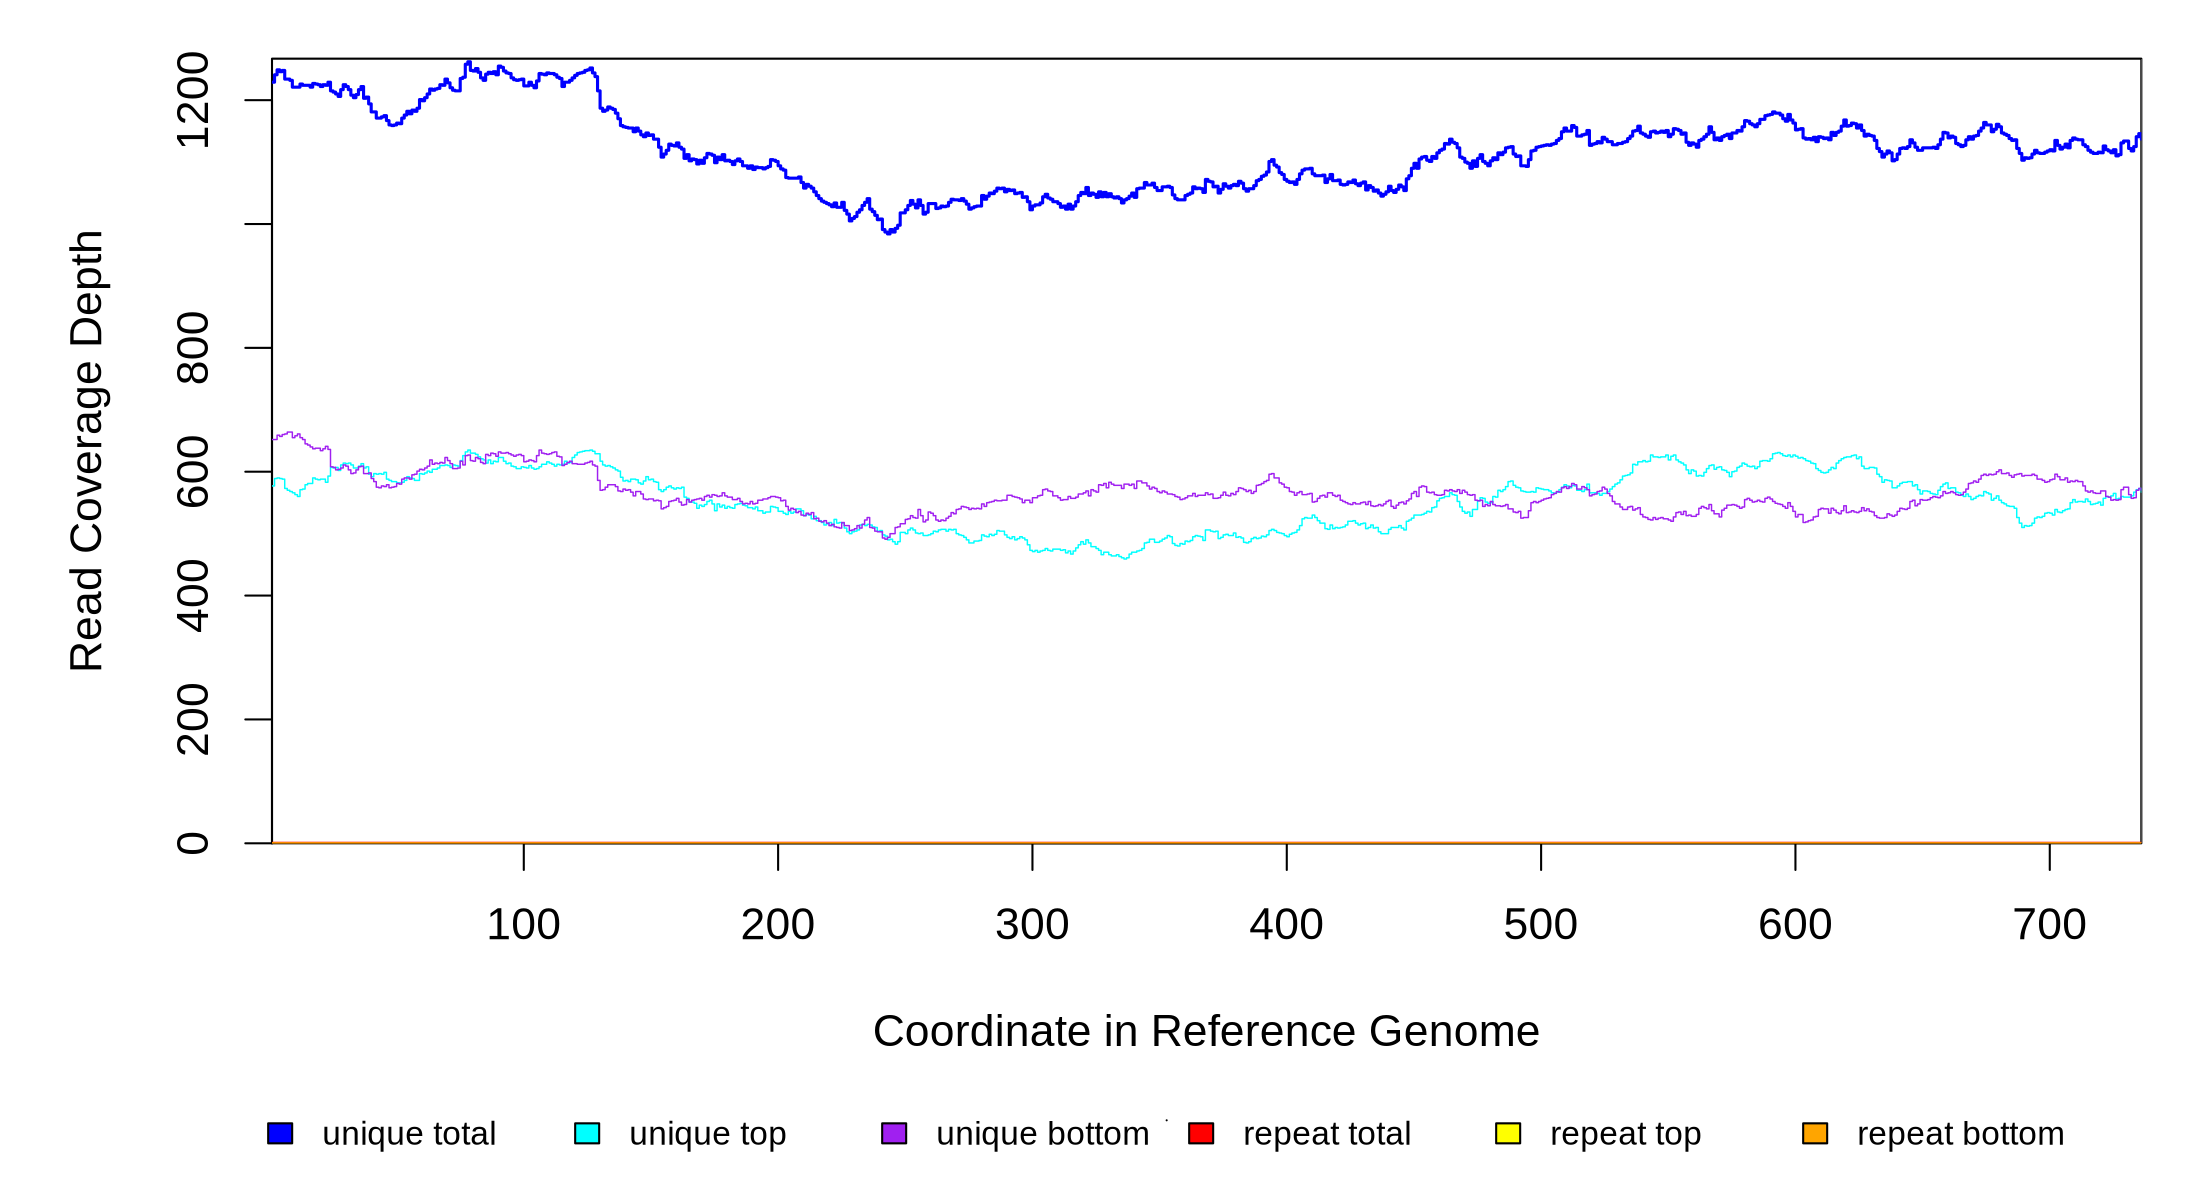 Read Coverage Depth
1200
800
600
400
200
0
100 200 300 400 500 600 700
Coordinate in Reference Genome
unique total unique top unique bottom repeat total repeat top repeat bottom